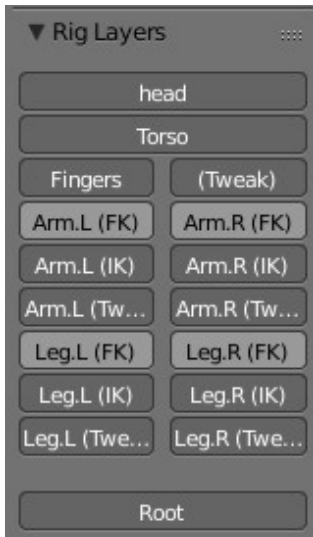 Rig Layers
head
Torso
Fingers (Tweak)
Arm.L (FK) Arm.R (FK)
Arm.L (IK) Arm.R (IK)
Arm.L (Tw... Arm.R (Tw...
Leg.L (FK) Leg.R (FK)
Leg.L (IK) Leg.R (IK)
Leg.L (Twe... Leg.R (Twe...
Root